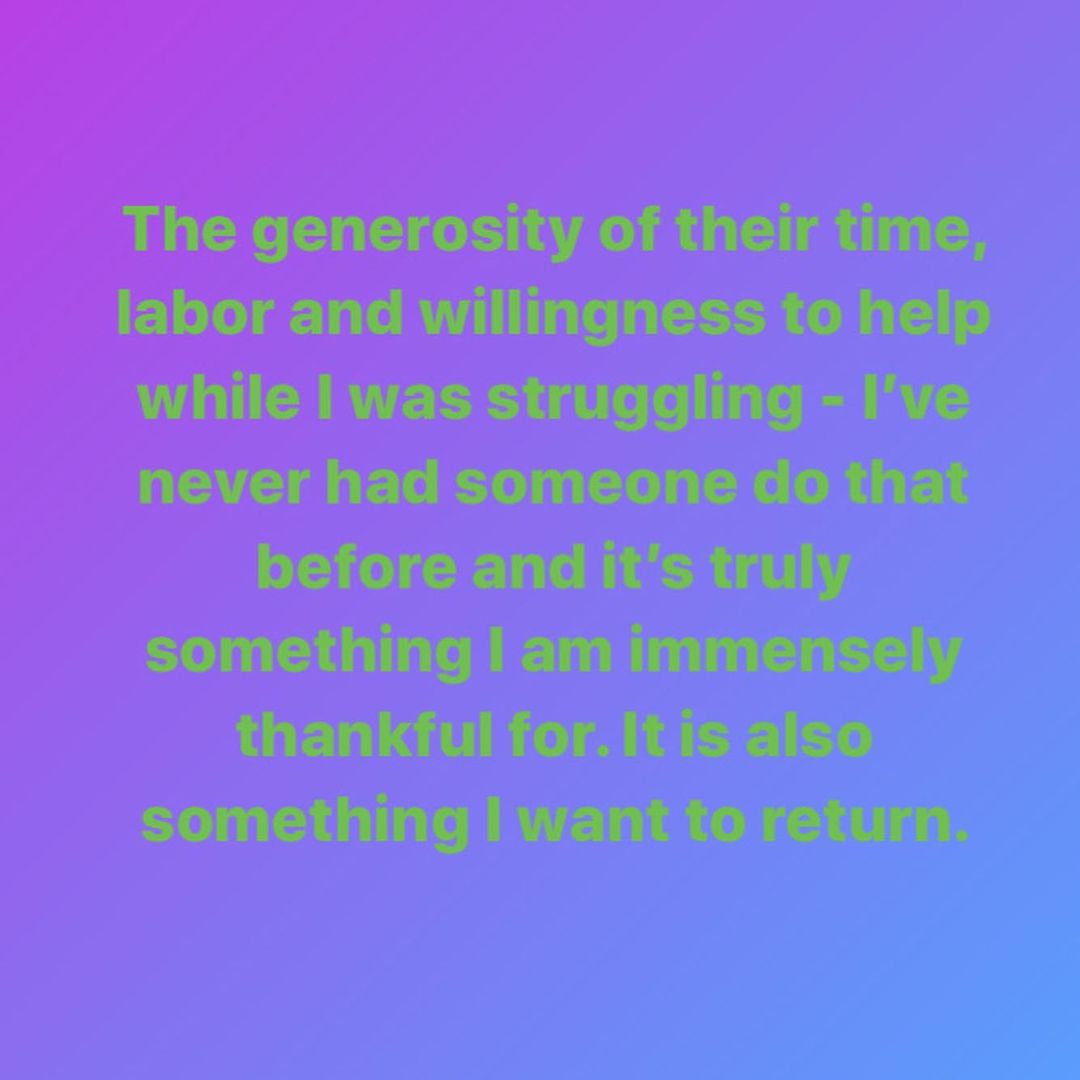 The generosity of their time,
labor and willingness to help
while I was struggling - I’ve
never had someone do that
before and it’s truly
something I am immensely
thankful for. It is also
something I want to return.